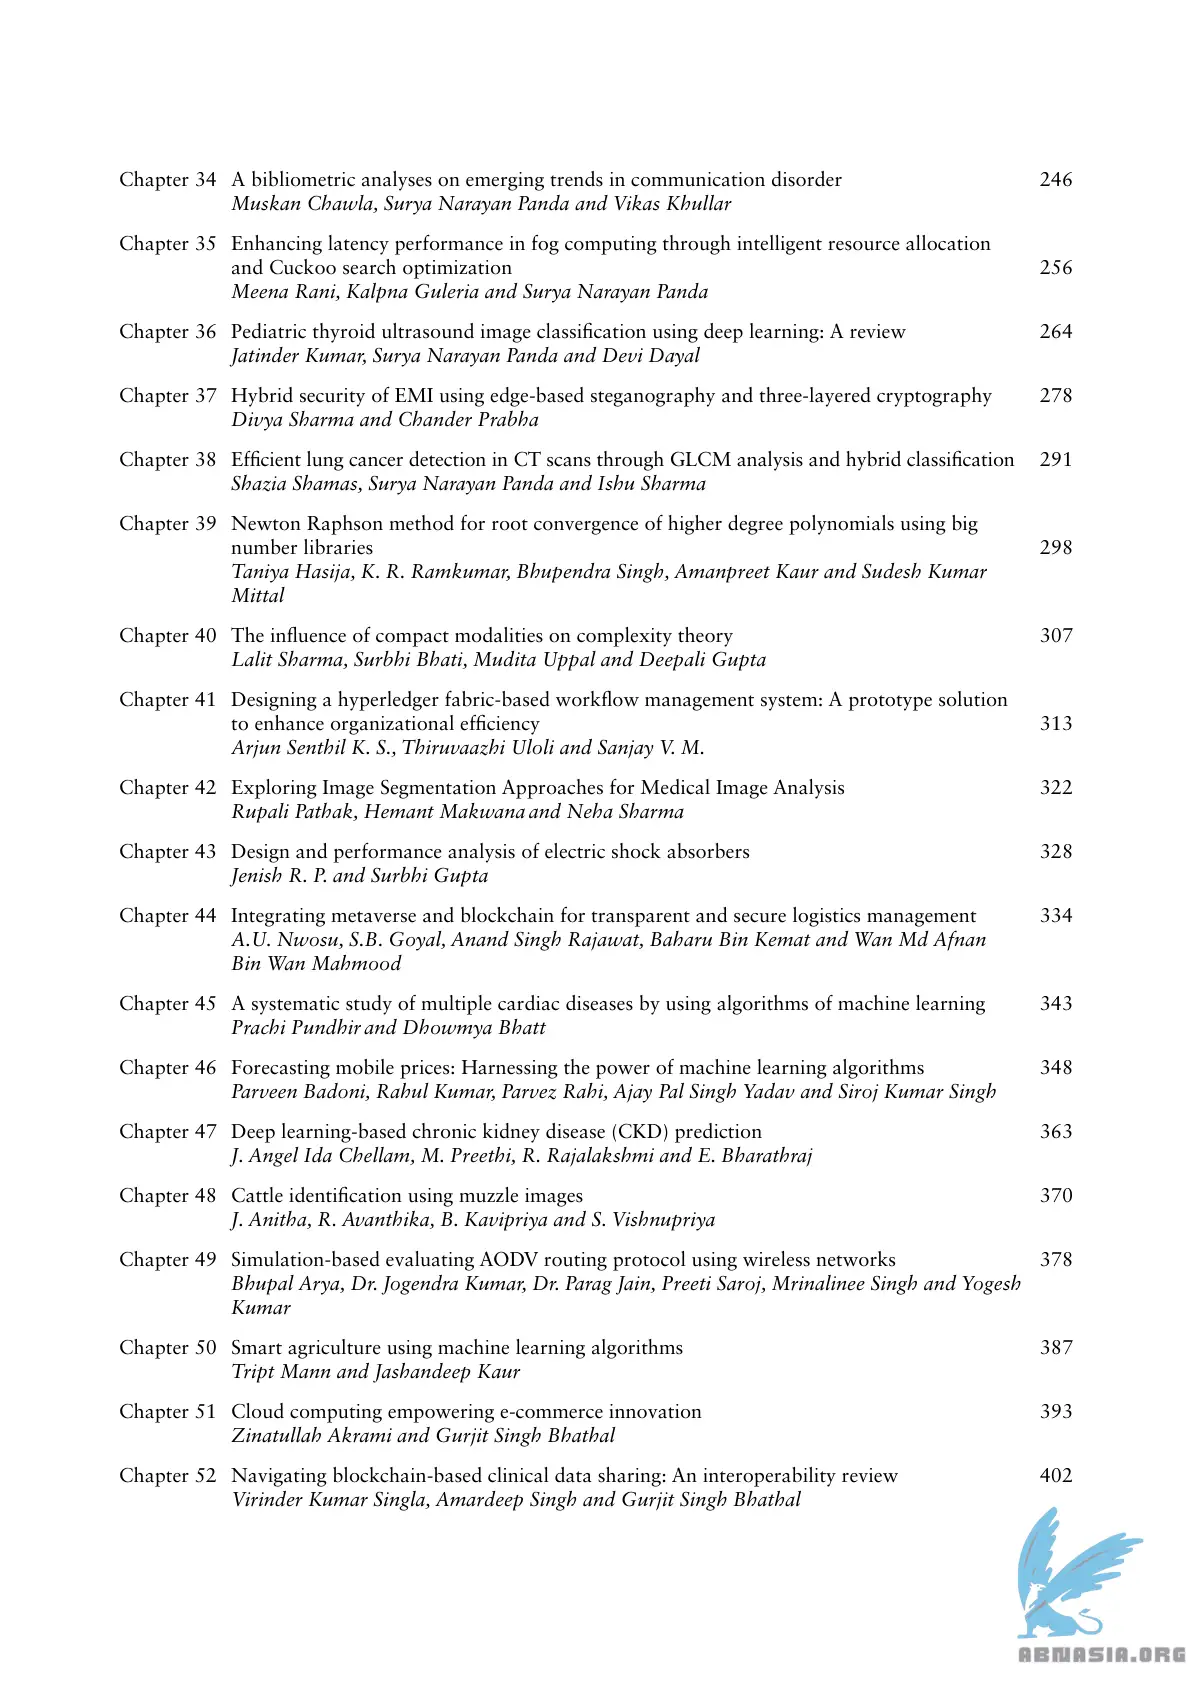 Chapter 34 A bibliometric analyses on emerging trends in communication disorder 246
Muskan Chawla, Surya Narayan Panda and Vikas Khullar
Chapter 35 Enhancing latency performance in fog computing through intelligent resource allocation
and Cuckoo search optimization 256
Meena Rani, Kalpna Guleria and Surya Narayan Panda
Chapter 36 Pediatric thyroid ultrasound image classification using deep learning: A review 264
Jatinder Kumar, Surya Narayan Panda and Devi Dayal
Chapter 37 Hybrid security of EMI using edge-based steganography and three-layered cryptography 278
Divya Sharma and Chander Prabha
Chapter 38 Efficient lung cancer detection in CT scans through GLCM analysis and hybrid classification 291
Shazia Shamas, Surya Narayan Panda and Ishu Sharma
Chapter 39 Newton Raphson method for root convergence of higher degree polynomials using big
number libraries 298
Taniya Hasija, K. R. Ramkumar, Bhupendra Singh, Amanpreet Kaur and Sudesh Kumar
Mittal
Chapter 40 The influence of compact modalities on complexity theory 307
Lalit Sharma, Surbhi Bhati, Mudita Uppal and Deepali Gupta
Chapter 41 Designing a hyperledger fabric-based workflow management system: A prototype solution
to enhance organizational efficiency 313
Arjun Senthil K. S., Thiruvaazhi Uloli and Sanjay V. M.
Chapter 42 Exploring Image Segmentation Approaches for Medical Image Analysis 322
Rupali Pathak, Hemant Makwana and Neha Sharma
Chapter 43 Design and performance analysis of electric shock absorbers 328
Jenish R. P. and Surbhi Gupta
Chapter 44 Integrating metaverse and blockchain for transparent and secure logistics management 334
A.U. Nwosu, S.B. Goyal, Anand Singh Rajawat, Baharu Bin Kemat and Wan Md Afnan
Bin Wan Mahmood
Chapter 45 A systematic study of multiple cardiac diseases by using algorithms of machine learning 343
Prachi Pundhir and Dhowmya Bhatt
Chapter 46 Forecasting mobile prices: Harnessing the power of machine learning algorithms 348
Parveen Badoni, Rahul Kumar, Parvez Rahi, Ajay Pal Singh Yadav and Siroj Kumar Singh
Chapter 47 Deep learning-based chronic kidney disease (CKD) prediction 363
J. Angel Ida Chellam, M. Preethi, R. Rajalakshmi and E. Bharathraj
Chapter 48 Cattle identification using muzzle images 370
J. Anitha, R. Avanthika, B. Kavipriya and S. Vishnupriya
Chapter 49 Simulation-based evaluating AODV routing protocol using wireless networks 378
Bhupal Arya, Dr. Jogendra Kumar, Dr. Parag Jain, Preeti Saroj, Mrinalinee Singh and Yogesh
Kumar
Chapter 50 Smart agriculture using machine learning algorithms 387
Tript Mann and Jashandeep Kaur
Chapter 51 Cloud computing empowering e-commerce innovation 393
Zinatullah Akrami and Gurjit Singh Bhathal
Chapter 52 Navigating blockchain-based clinical data sharing: An interoperability review 402
Virinder Kumar Singla, Amardeep Singh and Gurjit Singh Bhathal
ABNASIA.ORG